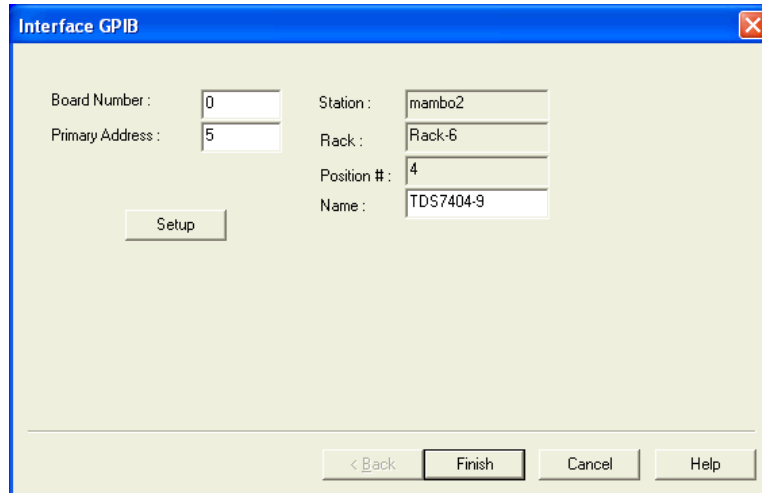 Interface GPIB
Board Number : 0
Station : mambo2
Primary Address : 5
Rack : Rack-6
Position # : 4
Name : TDS7404-9
Setup
< Back
Finish
Cancel
Help